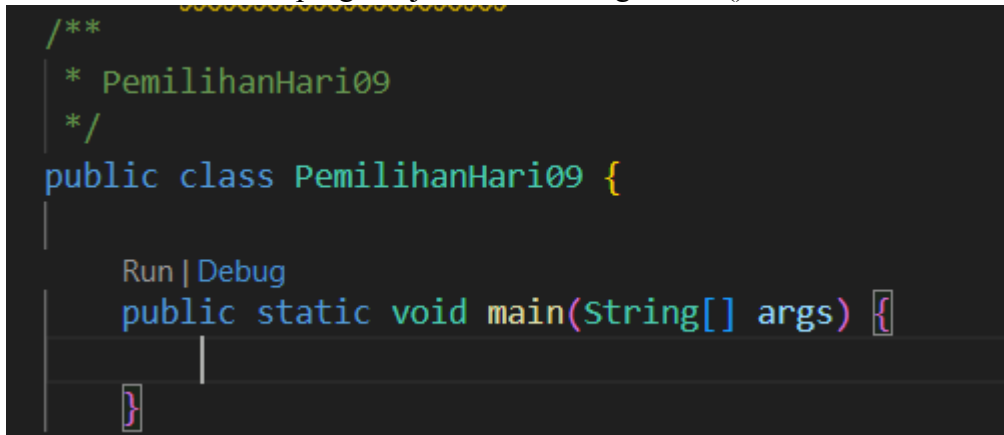 /**
* PemilihanHari09
*/
public class PemilihanHari09 {
Run | Debug
public static void main(String[] args) {
}